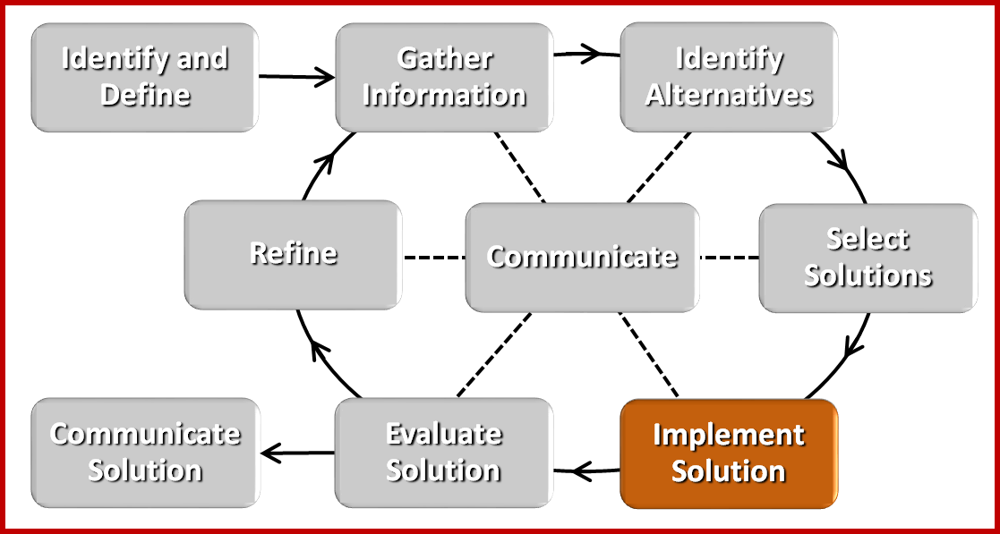 Identify and
Define
Gather
Information
Identify
Alternatives
Refine
Communicate
Select
Solutions
Communicate
Solution
Evaluate
Solution
Implement
Solution